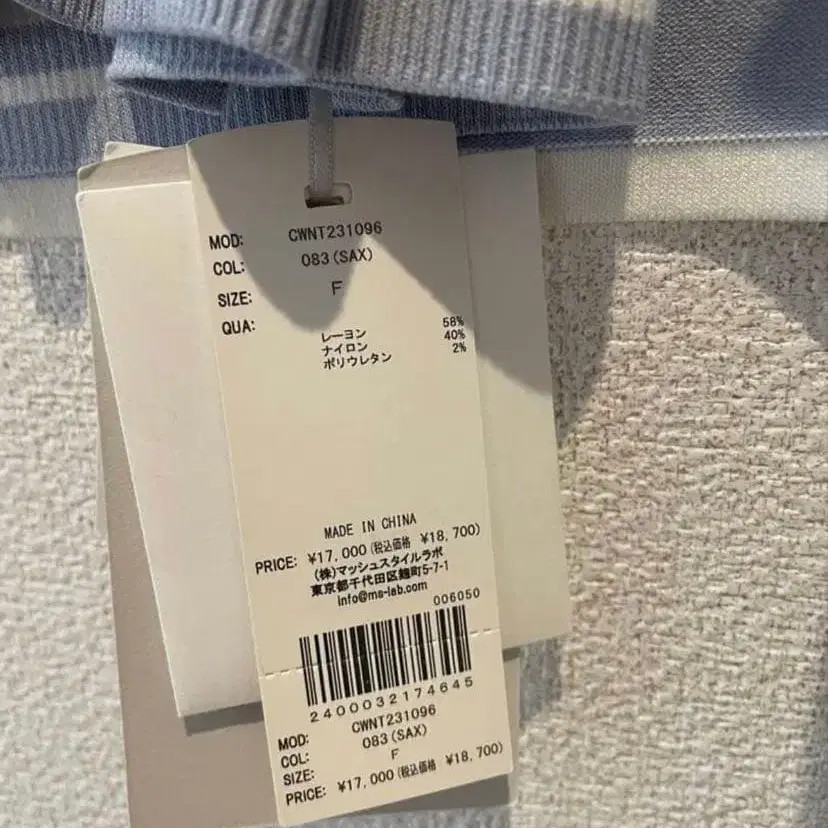 MOD: CWNT231096
COL: 083(SAX)
SIZE: F
QUA:
レーヨン 58%
ナイロン 40%
ポリウレタン 2%
MADE IN CHINA
PRICE: ¥17,000(税込価格 ¥18,700)
(株)マッシュスタイルラボ
東京都千代田区麹町5-7-1
info@ms-lab.com
006050
2400032174645
MOD: CWNT231096
COL: 083(SAX)
SIZE: F
PRICE: ¥17,000(税込価格 ¥18,700)